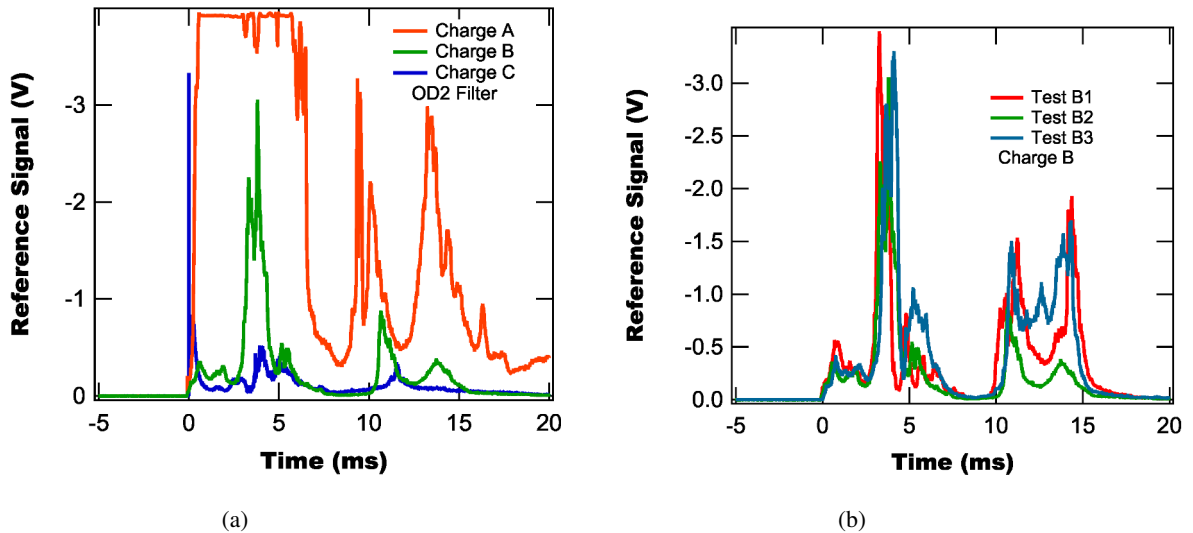 Reference Signal (V)
-3
-2
-1
0
Charge A
Charge B
Charge C
OD2 Filter
-5
0
5
10
15
20
Time (ms)
(a)
Reference Signal (V)
-3.0
-2.5
-2.0
-1.5
-1.0
-0.5
0.0
Test B1
Test B2
Test B3
Charge B
-5
0
5
10
15
20
Time (ms)
(b)